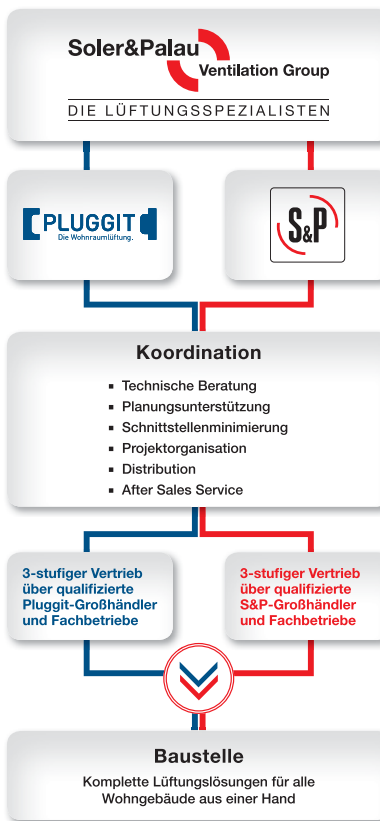 Soler&Palau
Ventilation Group
DIE LÜFTUNGSSPEZIALISTEN
PLUGGIT
Die Wohnraumlüftung.
S&P
Koordination
▪ Technische Beratung
▪ Planungsunterstützung
▪ Schnittstellenminimierung
▪ Projektorganisation
▪ Distribution
▪ After Sales Service
3-stufiger Vertrieb
über qualifizierte
Pluggit-Großhändler
und Fachbetriebe
3-stufiger Vertrieb
über qualifizierte
S&P-Großhändler
und Fachbetriebe
Baustelle
Komplette Lüftungslösungen für alle
Wohngebäude aus einer Hand